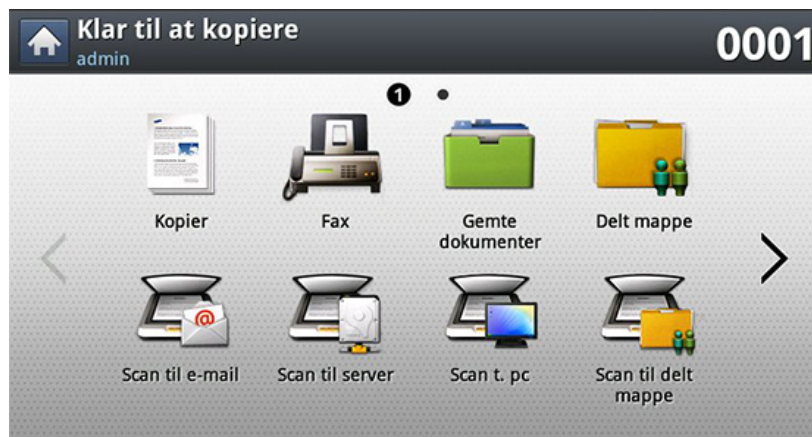 Klar til at kopiere
admin
0001
1
Kopier
Fax
Gemte
dokumenter
Delt mappe
Scan til e-mail
Scan til server
Scan t. pc
Scan til delt
mappe